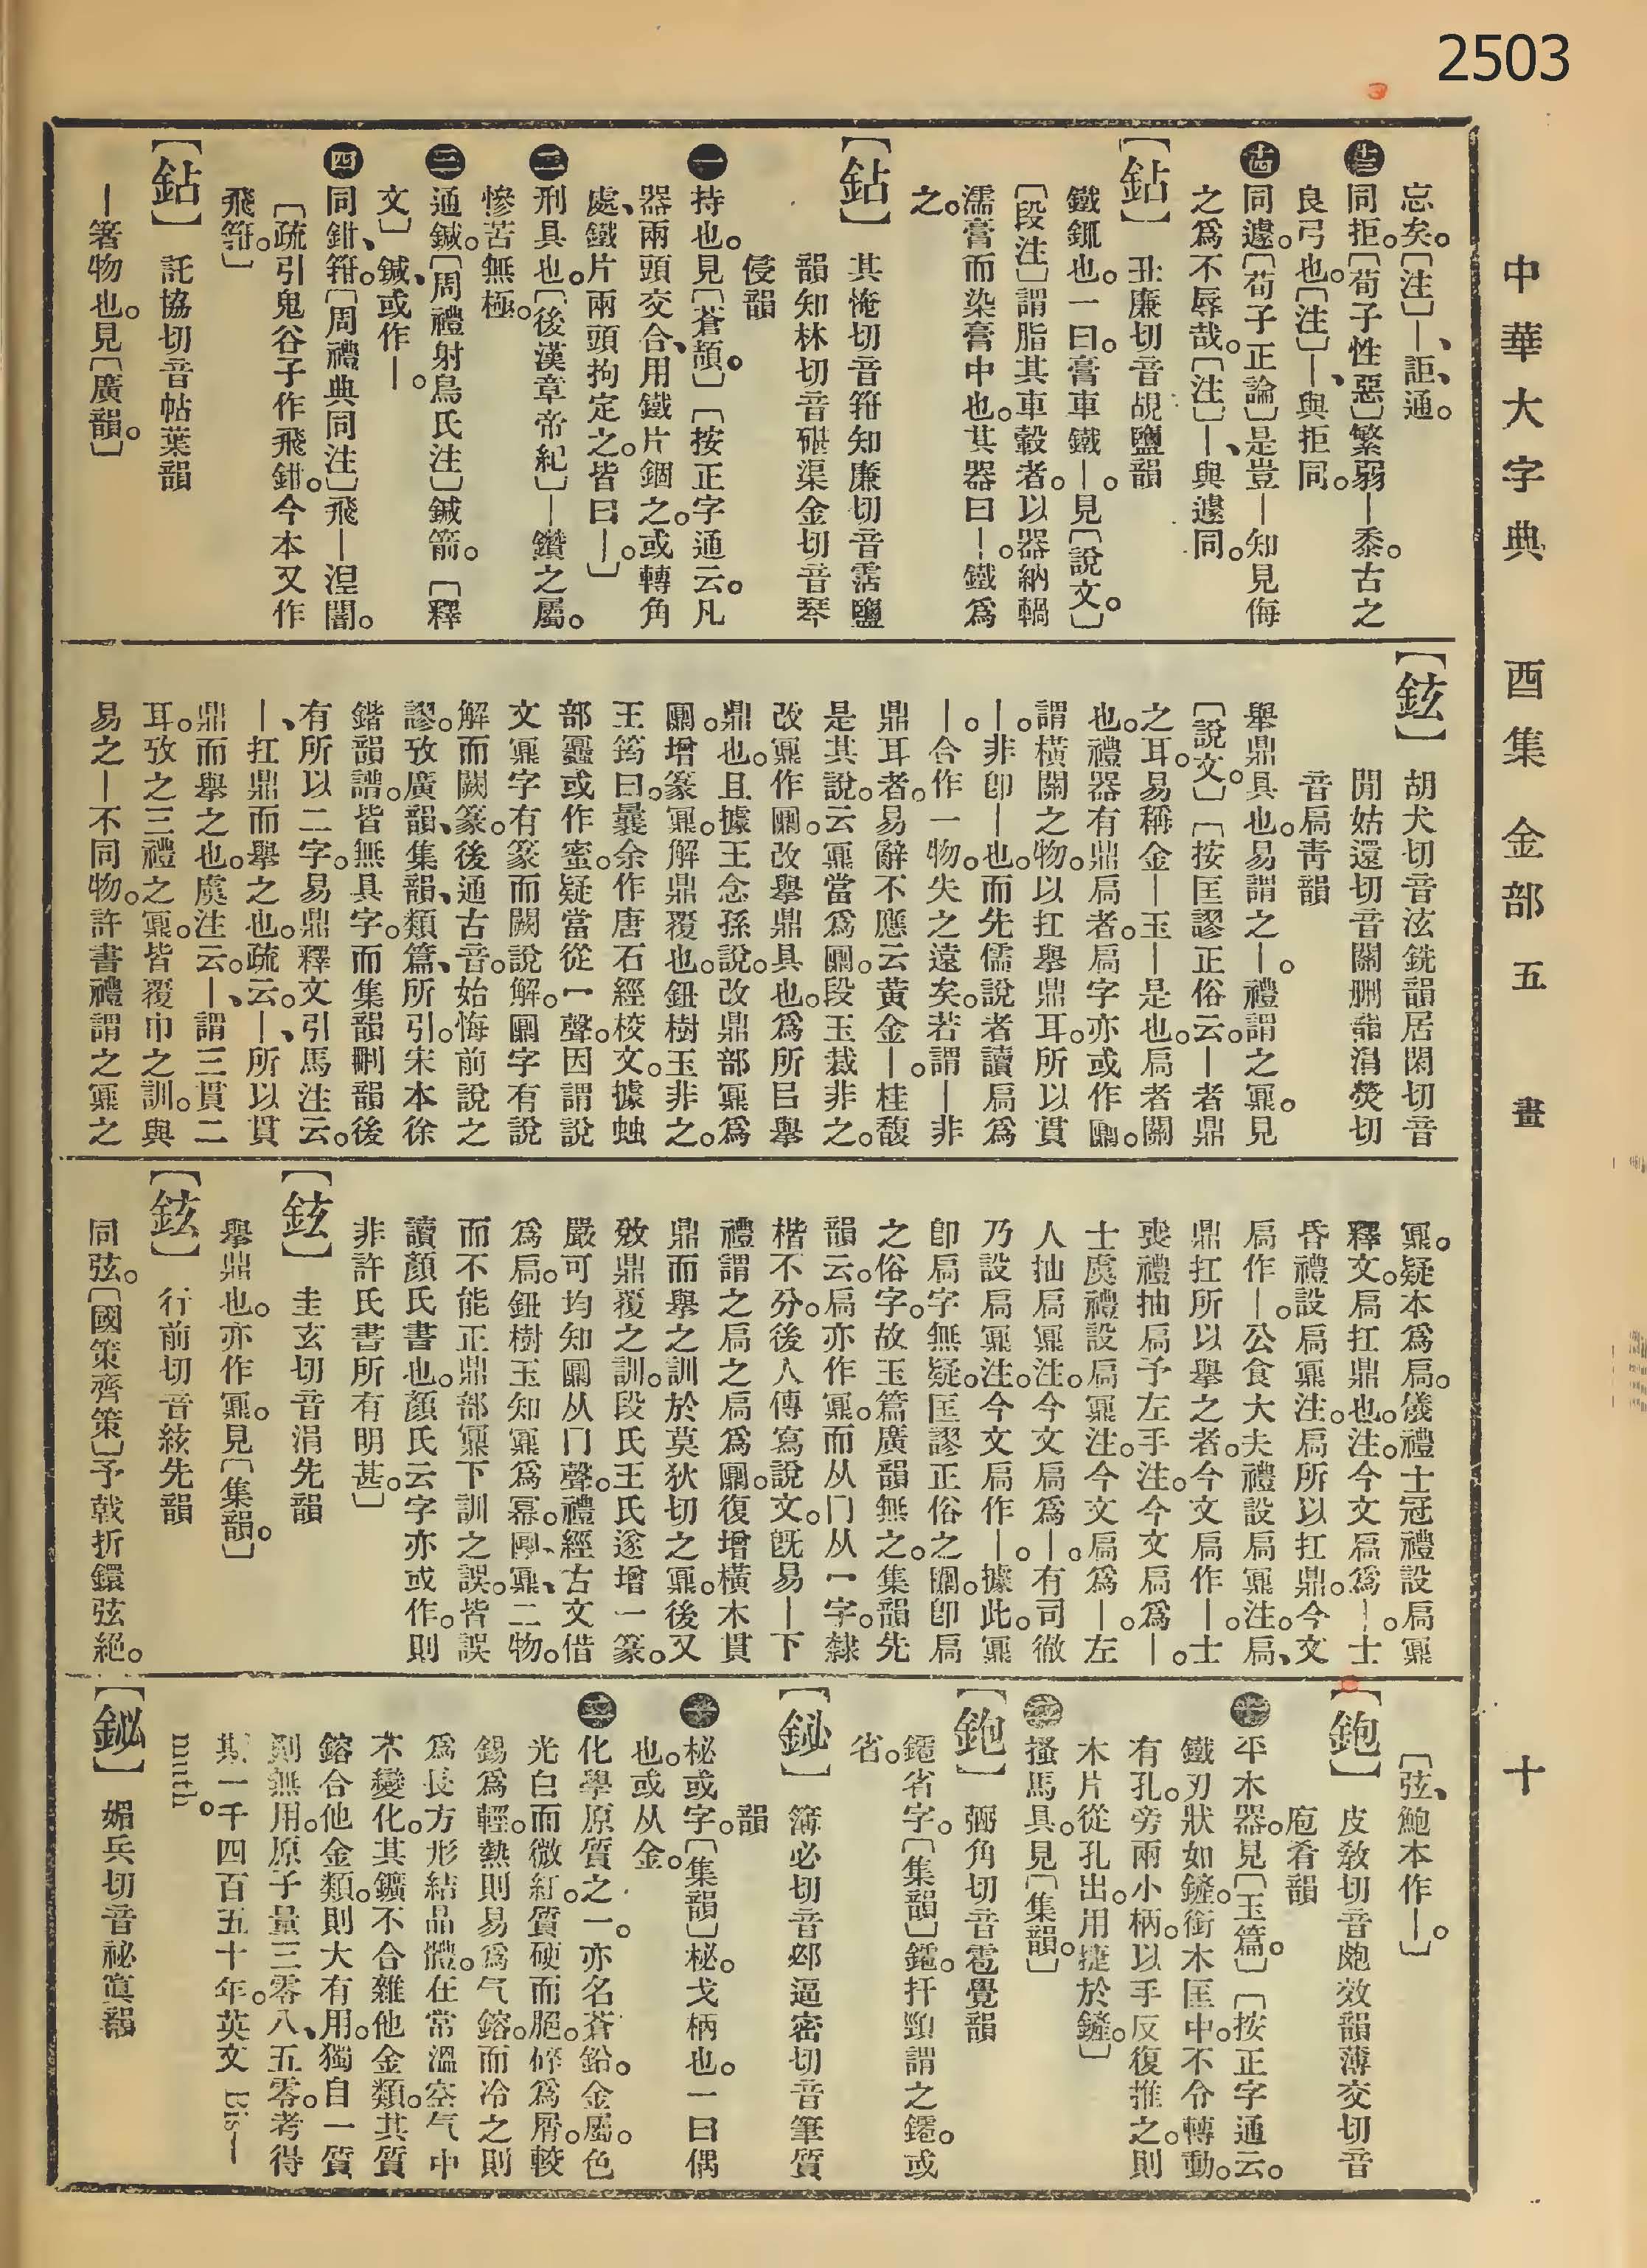 2503
中華大字典 酉集 金部 五畫 十
忘矣。〔注〕—、詎、通。
同拒。〔荀子性惡〕繁弱—黍。古之
良弓也。〔注〕—、與拒同。
同遽。〔荀子正論〕是豈—知見侮
之爲不辱哉。〔注〕—、與遽同。
【鉆】丑廉切音覘鹽韻
鐵鉔也。一曰。膏車鐵—。見〔說文。〕
〔段注〕謂脂其車轂者。以器納輠
濡膏而染膏中也。其器曰—。鐵爲
之。
【鉆】其俺切音箝知廉切音霑鹽
韻知林切音碪渠金切音琴
侵韻
一 持也。見〔蒼頡。〕〔按正字通云。凡
器兩頭交合、用鐵片錮之。或轉角
處、鐵片兩頭拘定之。皆曰—。〕
二 刑具也。〔後漢章帝紀〕—鑽之屬。
慘苦無極。
三 通鍼。〔周禮射鳥氏注〕鍼箭。〔釋
文〕鍼、或作—。
四 同鉗、箝。〔周禮典同注〕飛—涅闇。
〔疏引鬼谷子作飛鉗。今本又作
飛箝。〕
【鉆】託協切音帖葉韻
—箸物也。見〔廣韻。〕
【鉉】胡犬切音泫銑韻居閑切音
閒姑還切音關刪韻涓熒切
音扃靑韻
舉鼎具也。易謂之—。禮謂之鼏。見
〔說文。〕〔按匡謬正俗云。—者鼎
之耳。易稱金—玉—是也。扃者關
也。禮器有鼎扃者。扃字亦或作鼏。
謂橫關之物。以扛舉鼎耳。所以貫
—。非卽—也。而先儒說者讀扃爲
—。合作一物。失之遠矣。若謂—非
鼎耳者。易辭不應云黃金—。桂馥
是其說。云鼏當爲鼏。段玉裁非之。
改鼏作鼏。改舉鼎具也。爲所㠯舉
鼎也。且據王念孫說。改鼎部鼏爲
鼏。增篆鼏。解鼎覆也。鈕樹玉非之。
王筠曰。曩余作唐石經校文。據䖵
部䘉或作蜜。疑當從一聲。因謂說
文鼏字有篆而闕說解。鼏字有說
解而闕篆。後通古音。始悔前說之
謬。攷廣韻、集韻、類篇、所引。宋本徐
鍇韻譜。皆無具字。而集韻刪韻後
有所以二字。易鼎釋文引馬注云。
—、扛鼎而舉之也。疏云。—、所以貫
鼎而舉之也。虞注云。—、謂三貫二
耳。攷之三禮之。鼏。皆覆巾之訓。與
易之—不同物。許書禮謂之鼏之
鼏。疑本爲扃。儀禮士冠禮設扃鼏
釋文。扃扛鼎也。注。今文扃爲—。士
昏禮設扃鼏注。扃所以扛鼎。今文
扃作—。公食大夫禮設扃鼏注。扃、
鼎扛所以舉之者。今文扃作—。士
喪禮抽扃予左手注。今文扃爲—。
士虞禮設扃鼏注。今文扃爲—。左
人抽扃鼏注。今文扃爲—。有司徹
乃設扃鼏注。今文扃作—。據此。鼏
卽扃字無疑。匡謬正俗之鼏。卽扃
之俗字。故玉篇廣韻無之。集韻先
韻云。扃亦作鼏。而从冂从一字。隸
楷不分。後人傳寫說文。旣易—下
禮謂之扃之扃爲鼏。復增橫木貫
鼎而舉之訓於莫狄切之鼏。後又
敚鼎覆之訓。段氏王氏遂增一篆。
嚴可均知鼏从冂聲。禮經古文借
爲扃。鈕樹玉知鼏爲冪。鼏、鼏、二物。
而不能正鼎部鼏下訓之誤。皆誤
讀顏氏書也。顏氏云字亦或作。則
非許氏書所有明甚。〕
【鉉】圭玄切音涓先韻
舉鼎也。亦作鼏。見〔集韻。〕
【鉉】行前切音絃先韻
同弦。〔國策齊策〕矛戟折鐶弦絕。
〔弦、鮑本作—。〕
【鉋】皮敎切音皰效韻薄交切音
庖肴韻
一 平木器。見〔玉篇。〕〔按正字通云。
鐵刃狀如鏟。銜木匡中。不令轉動。
有孔。旁兩小柄。以手反復推之。則
木片從孔出。用捷於鏟。〕
二 搔馬具。見〔集韻。〕
【鉋】弼角切音雹覺韻
鑤省字。〔集韻〕鑤。扞頸謂之鑤。或
省。
【鉍】簿必切音邲逼密切音筆質
韻
一 柲或字。〔集韻〕柲。戈柄也。一曰偶
也。或从金。
二 化學原質之一。亦名蒼鉛。金屬。色
光白而微紅。質硬而脃。硏爲屑。較
錫爲輕。熱則易爲气鎔。而冷之則
爲長方形結品體。在常溫空气中
不變化。其鑛不合雜他金類。其質
鎔合他金類。則大有用。獨自一質
則無用。原子量三零八、五零。考得
期一千四百五十年。英文 Bis—
muth。
【鉍】媚兵切音祕寘韻